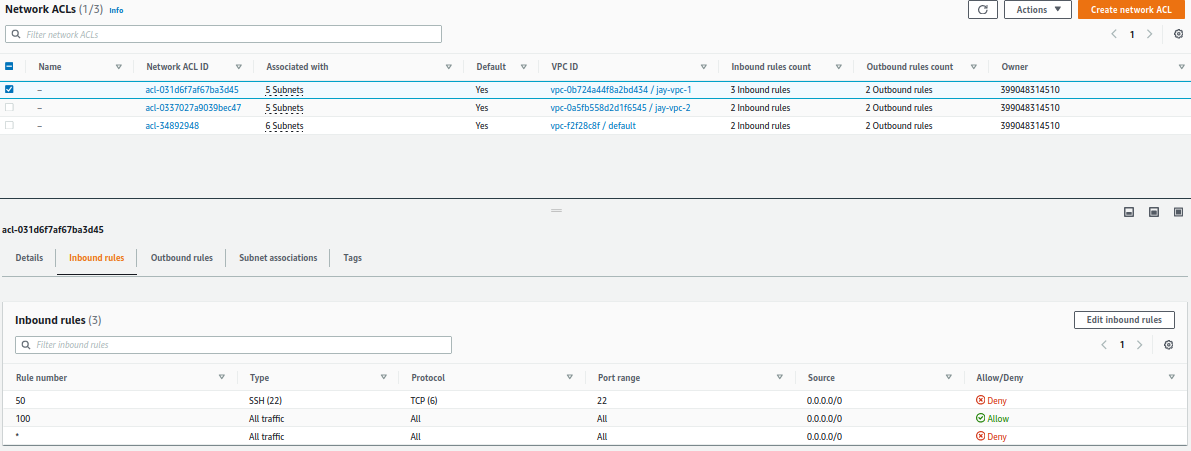 Network ACLs (1/3) Info
Actions
Create network ACL
Filter network ACLs
1
Name Network ACL ID Associated with Default VPC ID Inbound rules count Outbound rules count Owner
– acl-031d6f7af67ba3d45 5 Subnets Yes vpc-0b724a44f8a2bd434 / jay-vpc-1 3 Inbound rules 2 Outbound rules 399048314510
– acl-0337027a9039bec47 5 Subnets Yes vpc-0a5fb558d2d1f6545 / jay-vpc-2 2 Inbound rules 2 Outbound rules 399048314510
– acl-34892948 6 Subnets Yes vpc-f2f28c8f / default 2 Inbound rules 2 Outbound rules 399048314510
acl-031d6f7af67ba3d45
Details Inbound rules Outbound rules Subnet associations Tags
Inbound rules (3)
Edit inbound rules
Filter inbound rules
1
Rule number Type Protocol Port range Source Allow/Deny
50 SSH (22) TCP (6) 22 0.0.0.0/0 Deny
100 All traffic All All 0.0.0.0/0 Allow
* All traffic All All 0.0.0.0/0 Deny